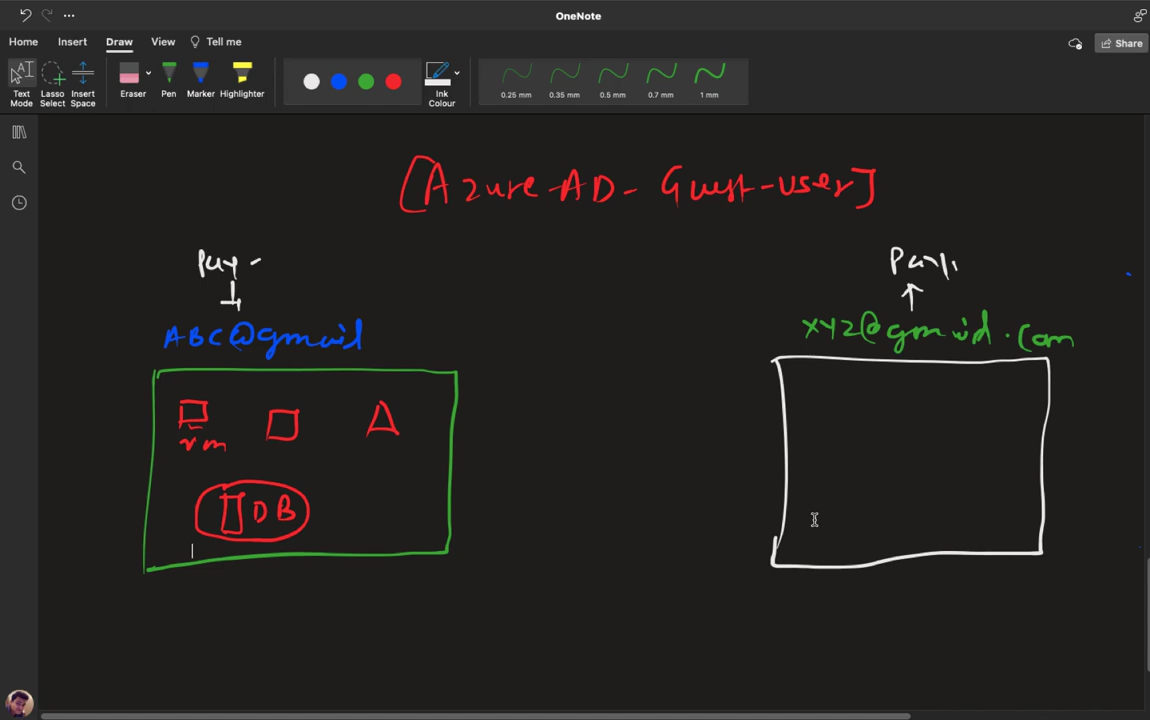 OneNote
Home Insert Draw View Tell me
Share
Text Mode
Lasso Select
Insert Space
Eraser
Pen
Marker
Highlighter
Ink Colour
0.25 mm 0.35 mm 0.5 mm 0.7 mm 1 mm
[Azure-AD-Guest-user]
ABC@gmail
XYZ@gmail.com
vm
DB